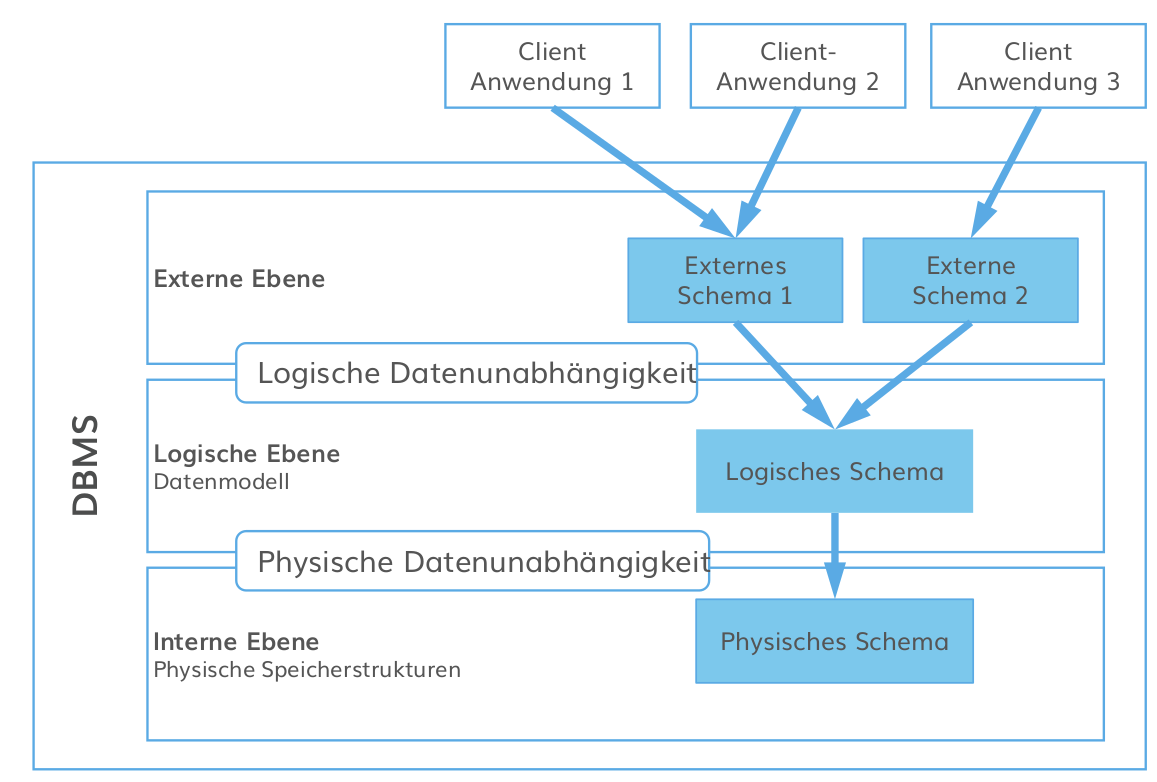 Client
Anwendung 1
Client-
Anwendung 2
Client
Anwendung 3
DBMS
Externe Ebene
Externes
Schema 1
Externe
Schema 2
Logische Datenunabhängigkeit
Logische Ebene
Datenmodell
Logisches Schema
Physische Datenunabhängigkeit
Interne Ebene
Physische Speicherstrukturen
Physisches Schema